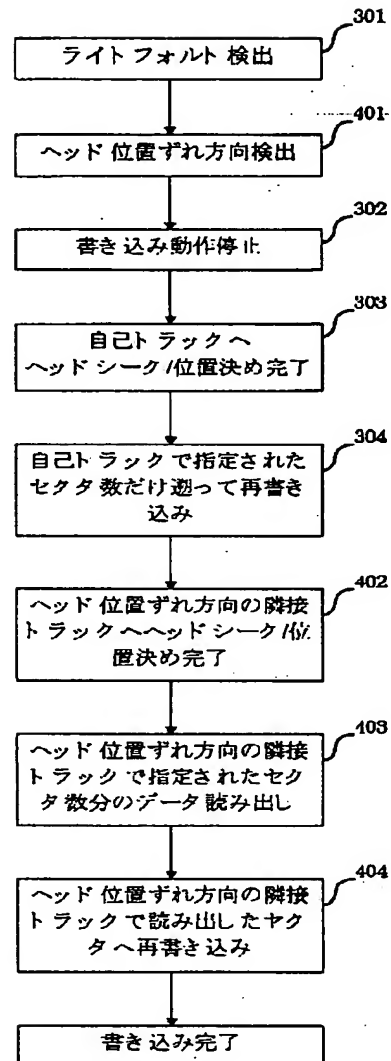 301
ライトフォルト検出
401
ヘッド位置ずれ方向検出
302
書き込み動作停止
303
自己トラックへ
ヘッドシーク/位置決め完了
304
自己トラックで指定された
セクタ数だけ遡って再書き
込み
402
ヘッド位置ずれ方向の隣接
トラックへヘッドシーク/位
置決め完了
403
ヘッド位置ずれ方向の隣接
トラックで指定されたセク
タ数分のデータ読み出し
404
ヘッド位置ずれ方向の隣接
トラックで読み出したセク
タへ再書き込み
書き込み完了